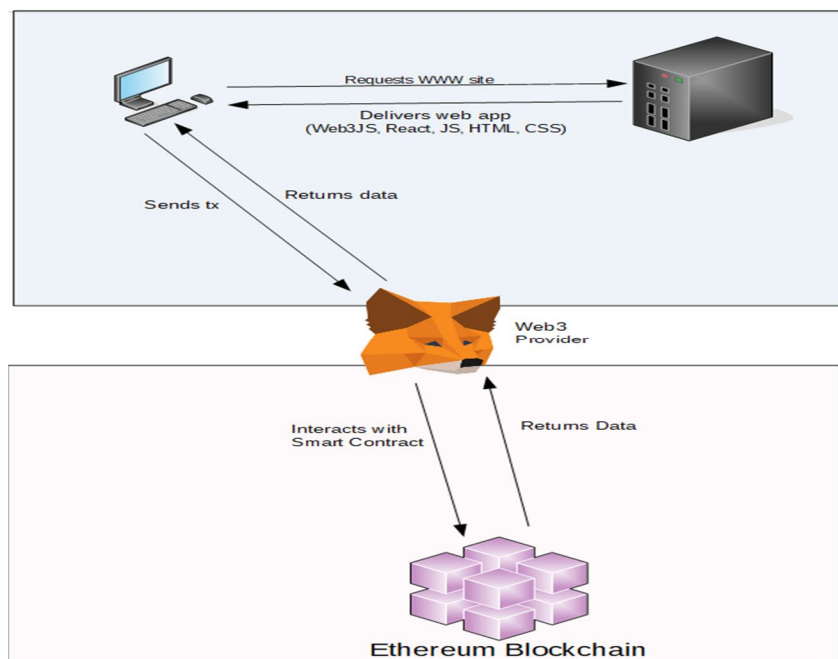 Requests WWW site
Delivers web app
(Web3JS, React, JS, HTML, CSS)
Returns data
Sends tx
Web3
Provider
Interacts with
Smart Contract
Returns Data
Ethereum Blockchain